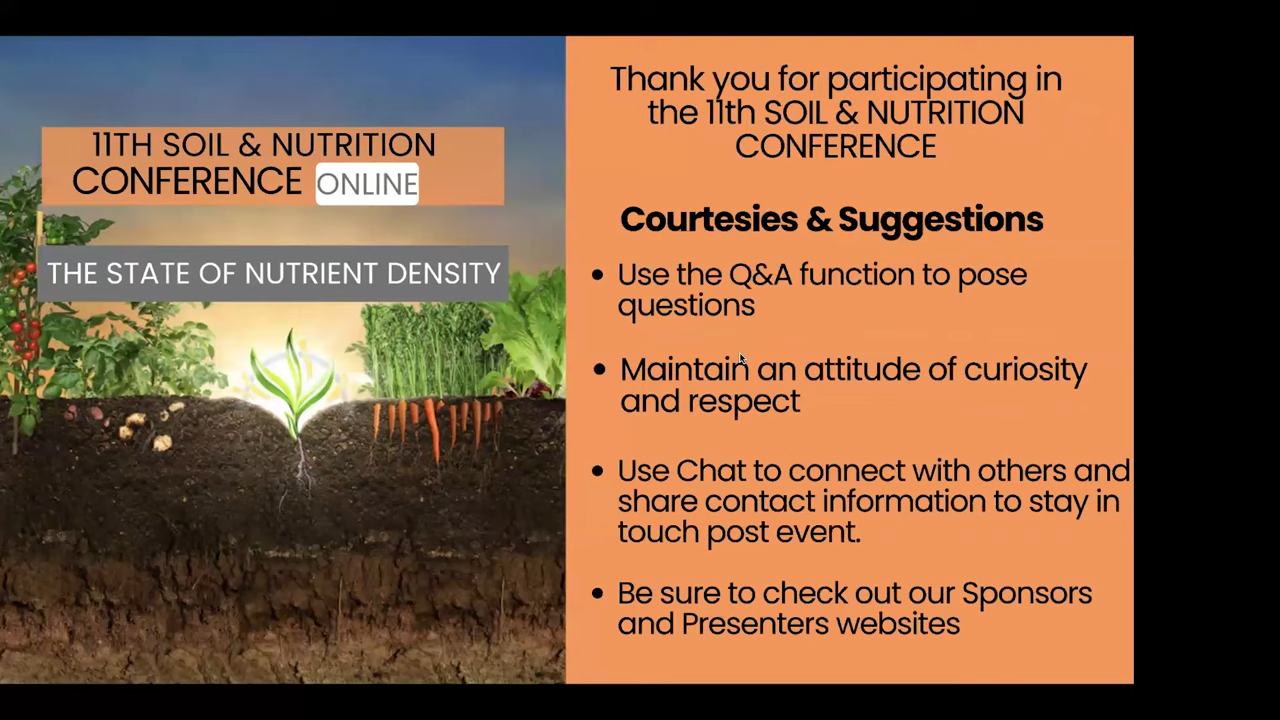 11TH SOIL & NUTRITION
CONFERENCE ONLINE
THE STATE OF NUTRIENT DENSITY
Thank you for participating in
the 11th SOIL & NUTRITION
CONFERENCE
Courtesies & Suggestions
• Use the Q&A function to pose
questions
• Maintain an attitude of curiosity
and respect
• Use Chat to connect with others and
share contact information to stay in
touch post event.
• Be sure to check out our Sponsors
and Presenters websites